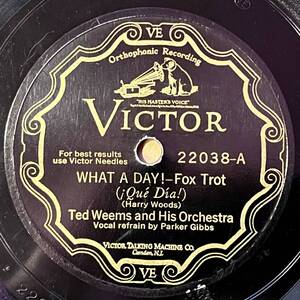 VE
Orthophonic Recording
"HIS MASTER'S VOICE"
VICTOR
For best results
use Victor Needles
22038-A
WHAT A DAY!-Fox Trot
(¡Qué Día!)
(Harry Woods)
Ted Weems and His Orchestra
Vocal refrain by Parker Gibbs
VICTOR TALKING MACHINE CO.
Camden, N.J.
VE